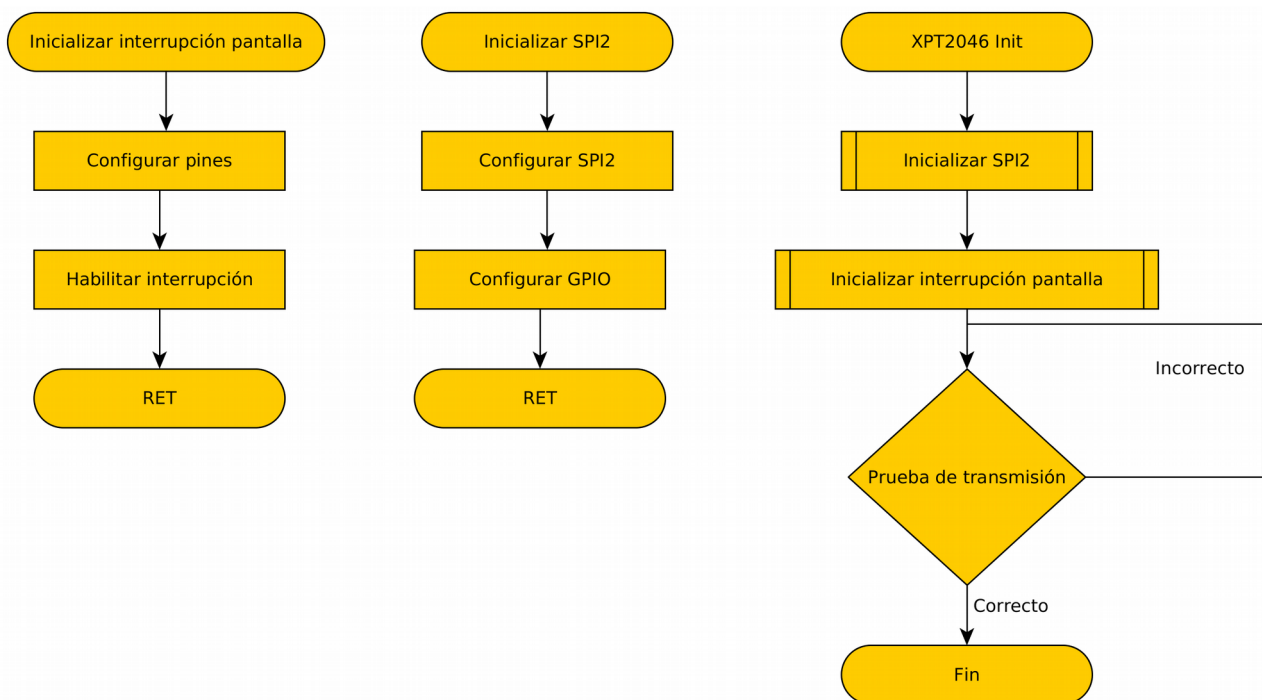 Inicializar interrupción pantalla
Configurar pines
Habilitar interrupción
RET
Inicializar SPI2
Configurar SPI2
Configurar GPIO
RET
XPT2046 Init
Inicializar SPI2
Inicializar interrupción pantalla
Incorrecto
Prueba de transmisión
Correcto
Fin